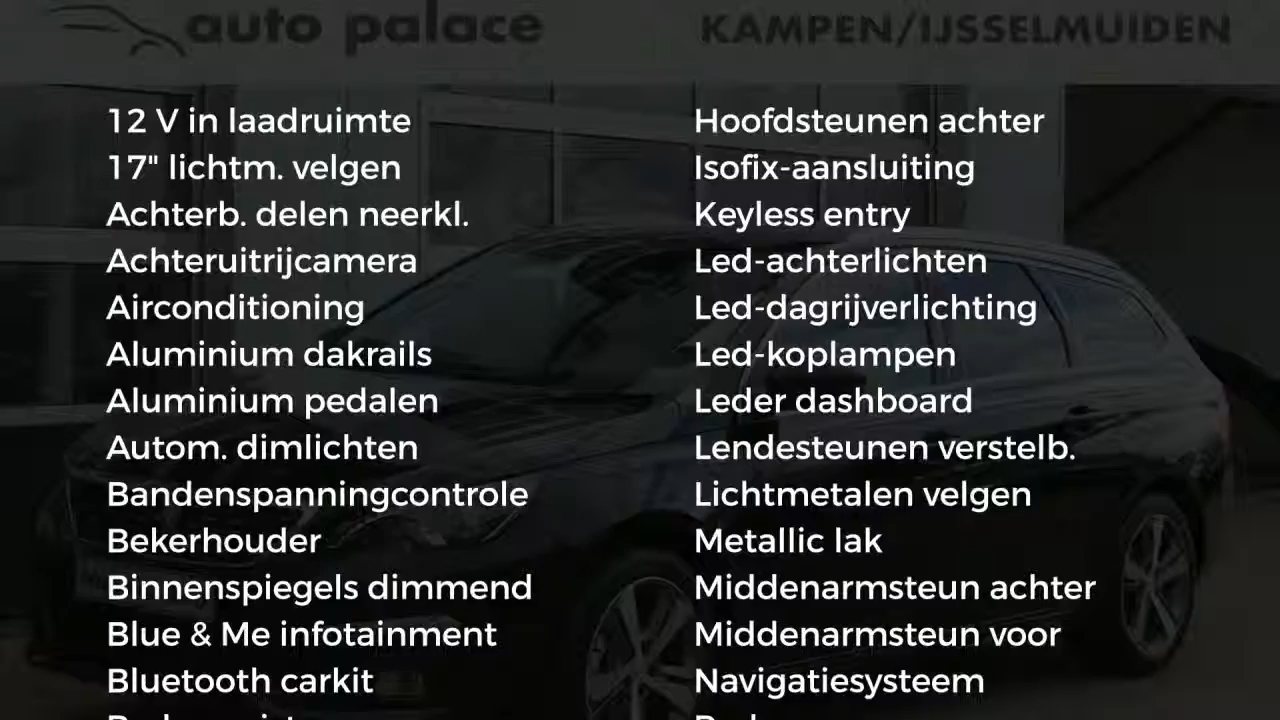 auto palace
KAMPEN/IJSSELMUIDEN
12 V in laadruimte
17" lichtm. velgen
Achterb. delen neerkl.
Achteruitrijcamera
Airconditioning
Aluminium dakrails
Aluminium pedalen
Autom. dimlichten
Bandenspanningcontrole
Bekerhouder
Binnenspiegels dimmend
Blue & Me infotainment
Bluetooth carkit
Hoofdsteunen achter
Isofix-aansluiting
Keyless entry
Led-achterlichten
Led-dagrijverlichting
Led-koplampen
Leder dashboard
Lendesteunen verstelb.
Lichtmetalen velgen
Metallic lak
Middenarmsteun achter
Middenarmsteun voor
Navigatiesysteem